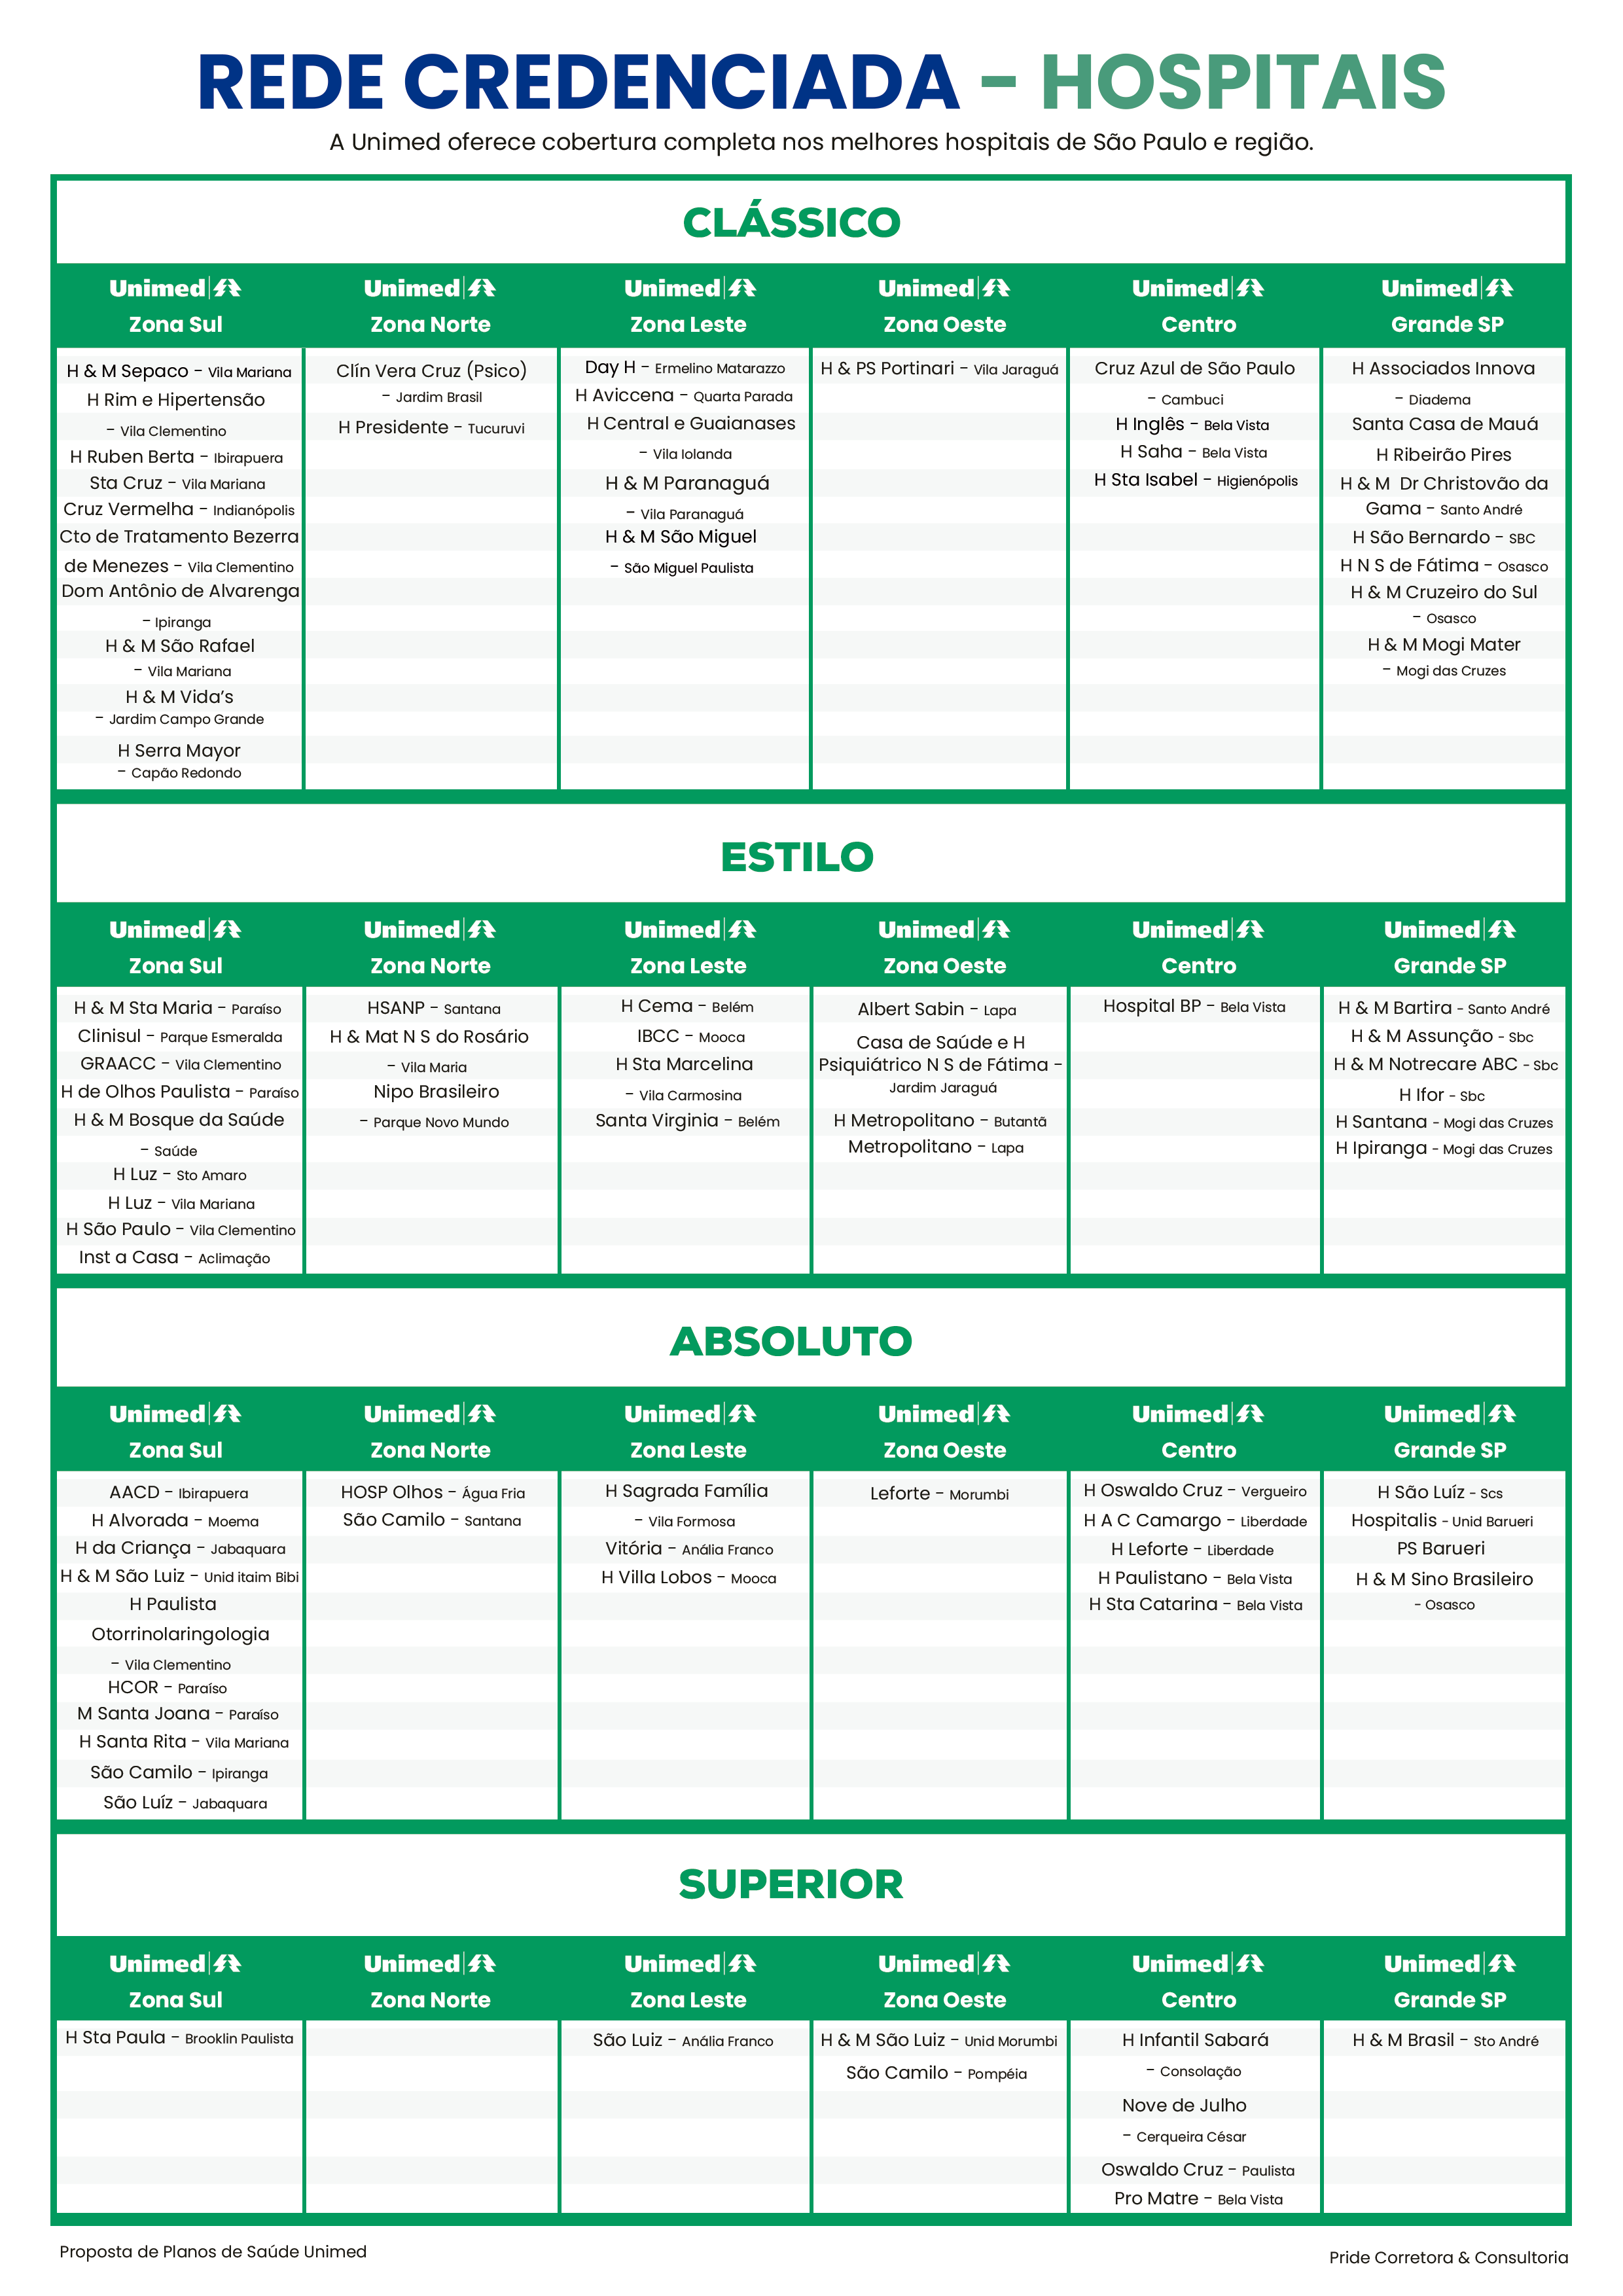 REDE CREDENCIADA - HOSPITAIS
A Unimed oferece cobertura completa nos melhores hospitais de São Paulo e região.
CLÁSSICO
Unimed
Zona Sul
H & M Sepaco - Vila Mariana
H Rim e Hipertensão
- Vila Clementino
H Ruben Berta - Ibirapuera
Sta Cruz - Vila Mariana
Cruz Vermelha - Indianópolis
Cto de Tratamento Bezerra
de Menezes - Vila Clementino
Dom Antônio de Alvarenga
- Ipiranga
H & M São Rafael
- Vila Mariana
H & M Vida's
- Jardim Campo Grande
H Serra Mayor
- Capão Redondo
Unimed
Zona Norte
Clín Vera Cruz (Psico)
- Jardim Brasil
H Presidente - Tucuruvi
Unimed
Zona Leste
Day H - Ermelino Matarazzo
H Aviccena - Quarta Parada
H Central e Guaianases
- Vila Iolanda
H & M Paranaguá
- Vila Paranaguá
H & M São Miguel
- São Miguel Paulista
Unimed
Zona Oeste
H & PS Portinari - Vila Jaraguá
Unimed
Centro
Cruz Azul de São Paulo
- Cambuci
H Inglês - Bela Vista
H Saha - Bela Vista
H Sta Isabel - Higienópolis
Unimed
Grande SP
H Associados Innova
- Diadema
Santa Casa de Mauá
H Ribeirão Pires
H & M Dr Christovão da
Gama - Santo André
H São Bernardo - SBC
H N S de Fátima - Osasco
H & M Cruzeiro do Sul
- Osasco
H & M Mogi Mater
- Mogi das Cruzes
ESTILO
Unimed
Zona Sul
H & M Sta Maria - Paraíso
Clinisul - Parque Esmeralda
GRAACC - Vila Clementino
H de Olhos Paulista - Paraíso
H & M Bosque da Saúde
- Saúde
H Luz - Sto Amaro
H Luz - Vila Mariana
H São Paulo - Vila Clementino
Inst a Casa - Aclimação
Unimed
Zona Norte
HSANP - Santana
H & Mat N S do Rosário
- Vila Maria
Nipo Brasileiro
- Parque Novo Mundo
Unimed
Zona Leste
H Cema - Belém
IBCC - Mooca
H Sta Marcelina
- Vila Carmosina
Santa Virginia - Belém
Unimed
Zona Oeste
Albert Sabin - Lapa
Casa de Saúde e H
Psiquiátrico N S de Fátima -
Jardim Jaraguá
H Metropolitano - Butantã
Metropolitano - Lapa
Unimed
Centro
Hospital BP - Bela Vista
Unimed
Grande SP
H & M Bartira - Santo André
H & M Assunção - Sbc
H & M Notrecare ABC - Sbc
H Ifor - Sbc
H Santana - Mogi das Cruzes
H Ipiranga - Mogi das Cruzes
ABSOLUTO
Unimed
Zona Sul
AACD - Ibirapuera
H Alvorada - Moema
H da Criança - Jabaquara
H & M São Luiz - Unid itaim Bibi
H Paulista
Otorrinolaringologia
- Vila Clementino
HCOR - Paraíso
M Santa Joana - Paraíso
H Santa Rita - Vila Mariana
São Camilo - Ipiranga
São Luíz - Jabaquara
Unimed
Zona Norte
HOSP Olhos - Água Fria
São Camilo - Santana
Unimed
Zona Leste
H Sagrada Família
- Vila Formosa
Vitória - Anália Franco
H Villa Lobos - Mooca
Unimed
Zona Oeste
Leforte - Morumbi
Unimed
Centro
H Oswaldo Cruz - Vergueiro
H A C Camargo - Liberdade
H Leforte - Liberdade
H Paulistano - Bela Vista
H Sta Catarina - Bela Vista
Unimed
Grande SP
H São Luíz - Scs
Hospitalis - Unid Barueri
PS Barueri
H & M Sino Brasileiro
- Osasco
SUPERIOR
Unimed
Zona Sul
H Sta Paula - Brooklin Paulista
Unimed
Zona Norte
Unimed
Zona Leste
São Luiz - Anália Franco
Unimed
Zona Oeste
H & M São Luiz - Unid Morumbi
São Camilo - Pompéia
Unimed
Centro
H Infantil Sabará
- Consolação
Nove de Julho
- Cerqueira César
Oswaldo Cruz - Paulista
Pro Matre - Bela Vista
Unimed
Grande SP
H & M Brasil - Sto André
Proposta de Planos de Saúde Unimed
Pride Corretora & Consultoria